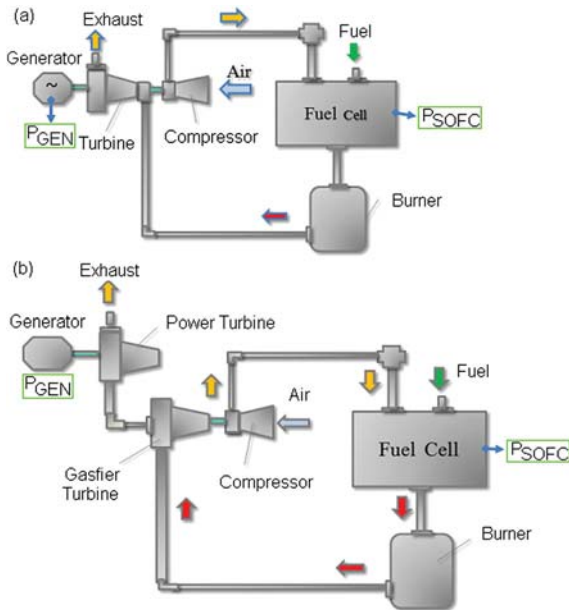 (a)
Exhaust
Generator
~
Fuel
Air
Fuel Cell
PGEN
Turbine
Compressor
PSOFC
Burner
(b)
Exhaust
Generator
Power Turbine
PGEN
Air
Fuel
Fuel Cell
PSOFC
Gasfier
Turbine
Compressor
Burner